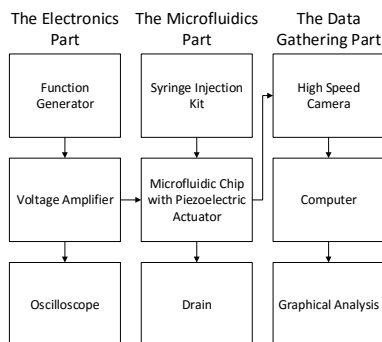 The Electronics
Part
The Microfluidics
Part
The Data
Gathering Part
Function
Generator
Syringe Injection
Kit
High Speed
Camera
Voltage Amplifier
Microfluidic Chip
with Piezoelectric
Actuator
Computer
Oscilloscope
Drain
Graphical Analysis